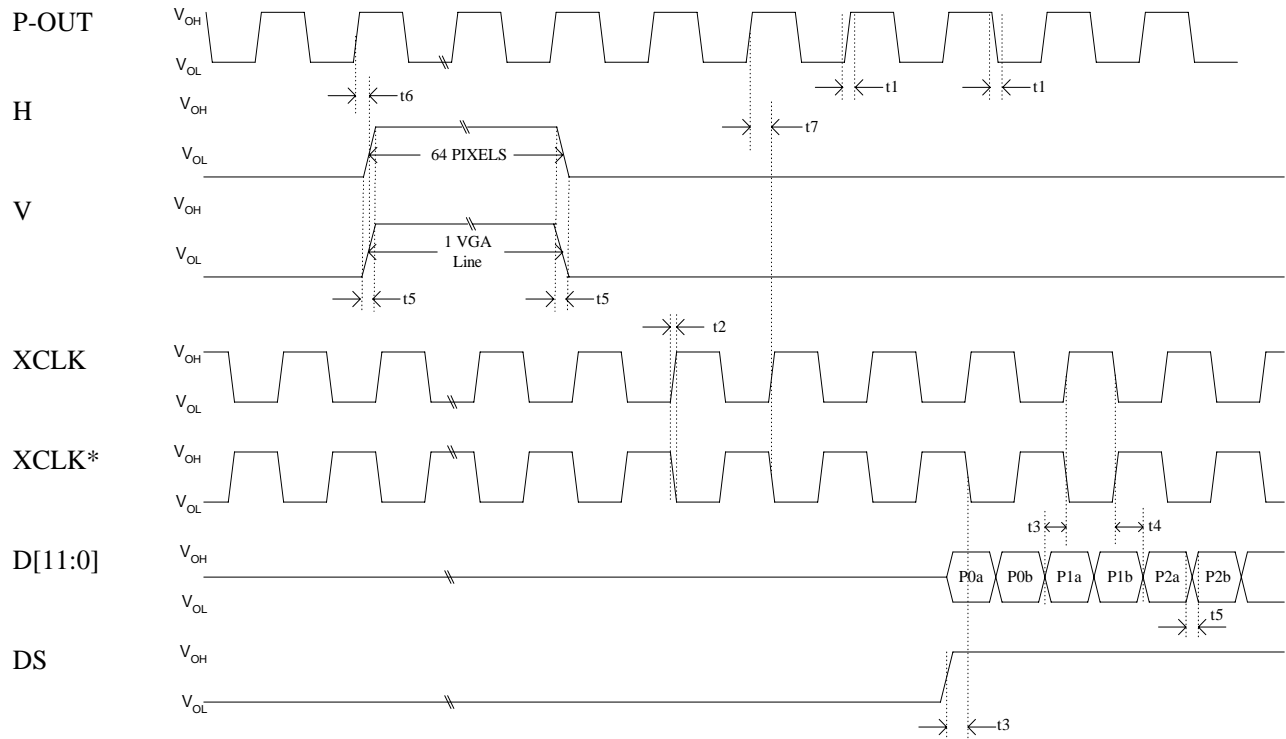 P-OUT
VOH
VOL
t6
t1
t1
H
VOH
VOL
64 PIXELS
t7
V
VOH
VOL
1 VGA
Line
t5
t5
t2
XCLK
VOH
VOL
XCLK*
VOH
VOL
t3
t4
D[11:0]
VOH
VOL
P0a
P0b
P1a
P1b
P2a
P2b
t5
DS
VOH
VOL
t3